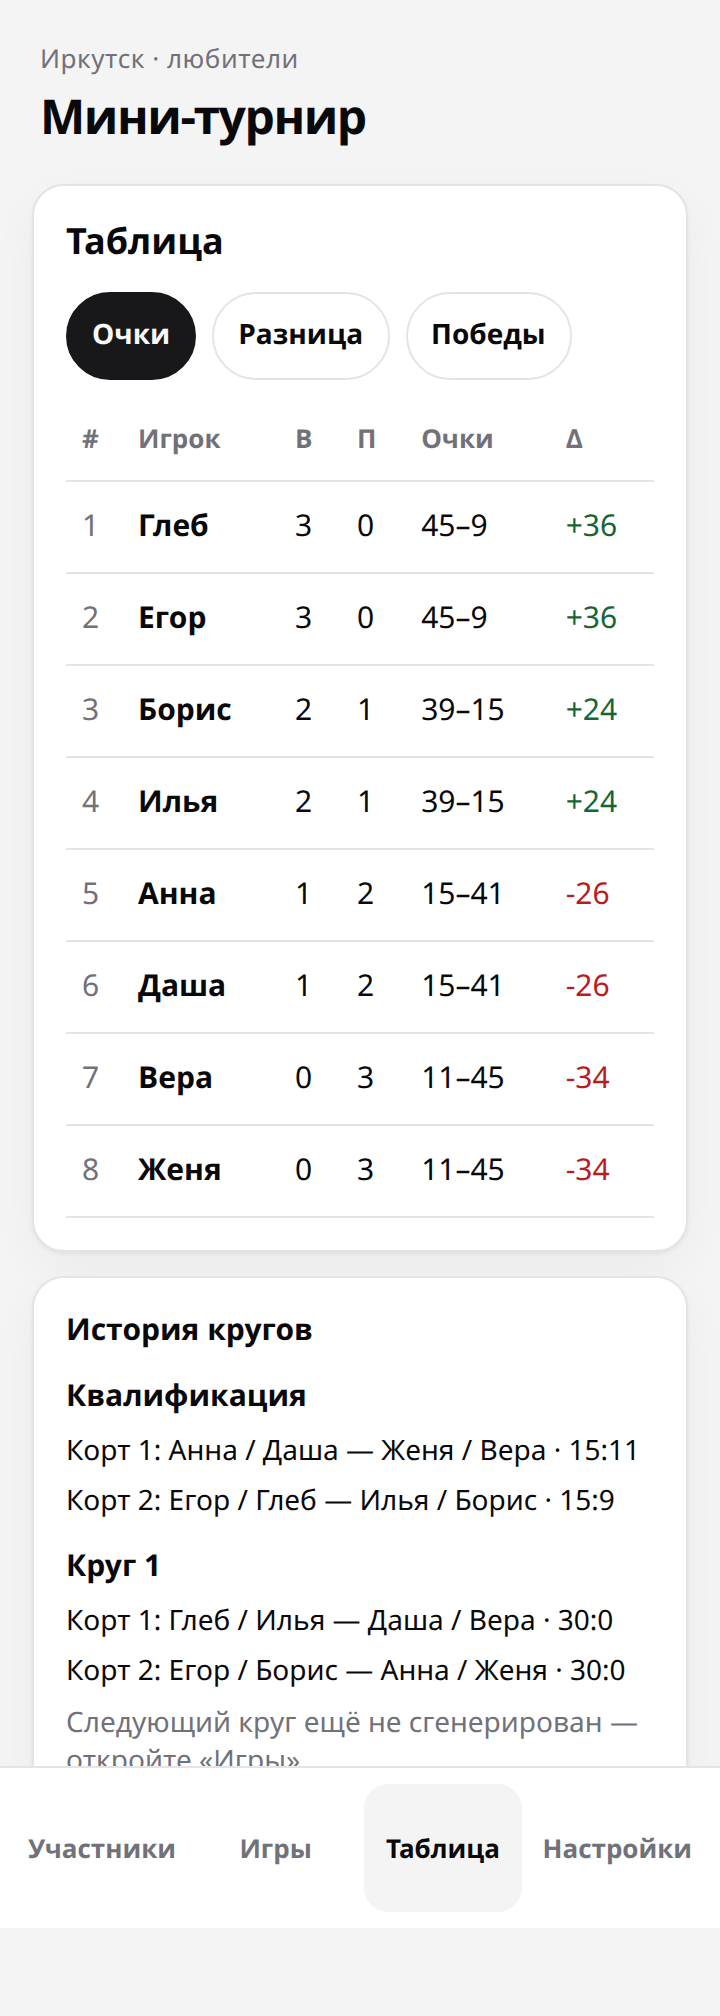 Иркутск · любители
Мини-турнир
Таблица
Очки Разница Победы
# Игрок В П Очки Δ
1 Глеб 3 0 45–9 +36
2 Егор 3 0 45–9 +36
3 Борис 2 1 39–15 +24
4 Илья 2 1 39–15 +24
5 Анна 1 2 15–41 -26
6 Даша 1 2 15–41 -26
7 Вера 0 3 11–45 -34
8 Женя 0 3 11–45 -34
История кругов
Квалификация
Корт 1: Анна / Даша — Женя / Вера · 15:11
Корт 2: Егор / Глеб — Илья / Борис · 15:9
Круг 1
Корт 1: Глеб / Илья — Даша / Вера · 30:0
Корт 2: Егор / Борис — Анна / Женя · 30:0
Следующий круг ещё не сгенерирован —
откройте «Игры»
Участники Игры Таблица Настройки